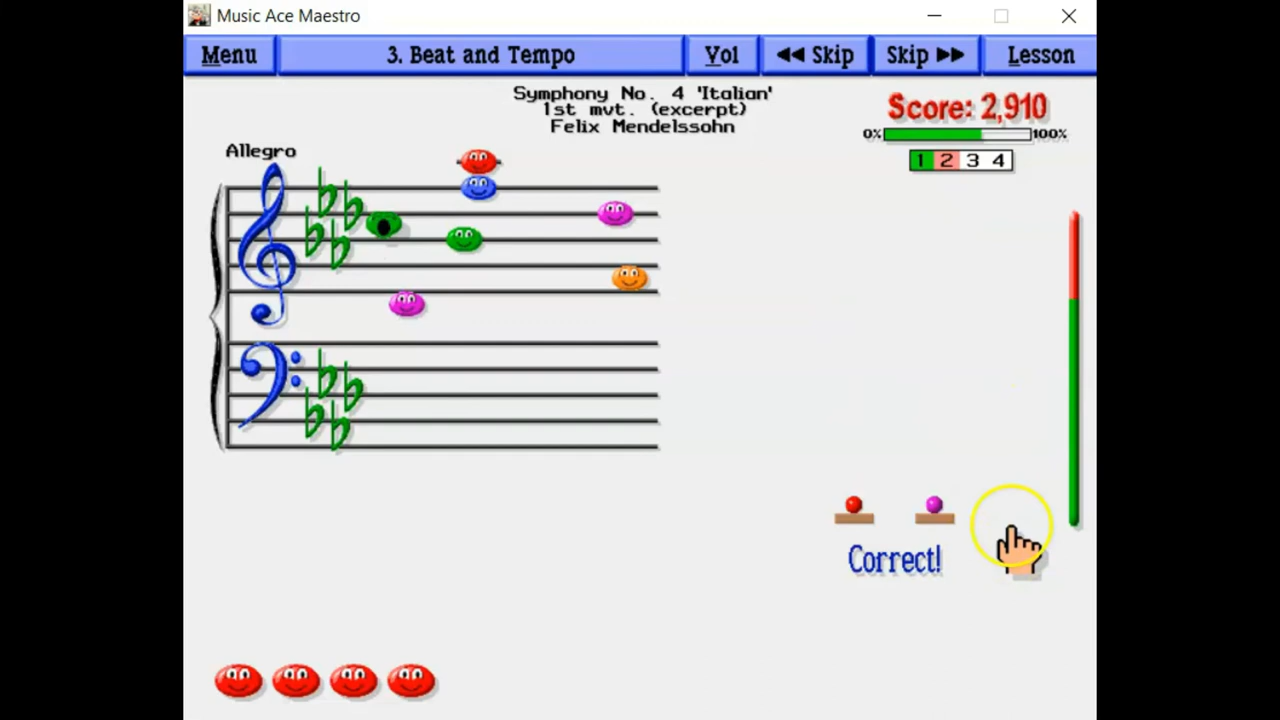 Music Ace Maestro
Menu
3. Beat and Tempo
Vol
Skip
Skip
Lesson
Symphony No. 4 'Italian'
1st mvt. (excerpt)
Felix Mendelssohn
Score: 2,910
0% 100%
1 2 3 4
Allegro
Correct!